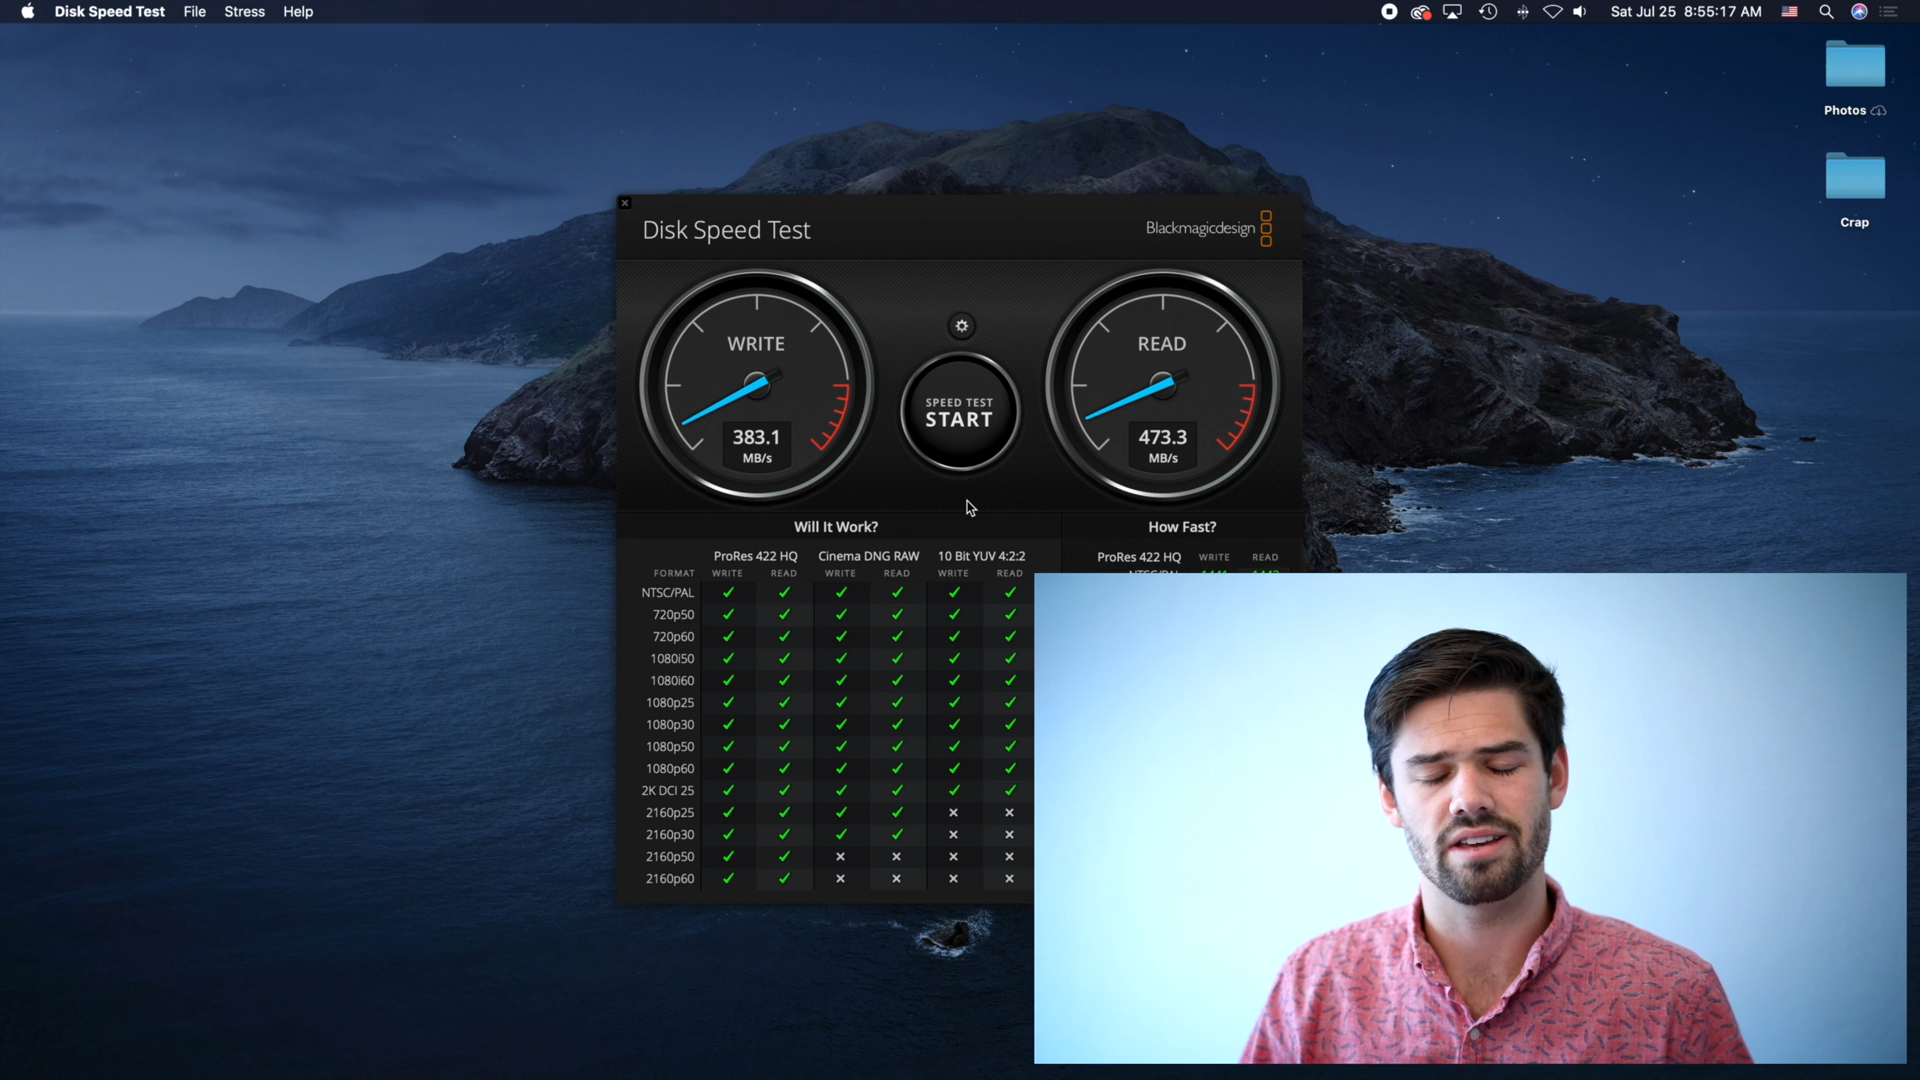 Disk Speed Test File Stress Help Sat Jul 25 8:55:17 AM
Photos
Crap
Disk Speed Test
Blackmagicdesign
WRITE
383.1
MB/s
SPEED TEST
START
READ
473.3
MB/s
Will It Work?
ProRes 422 HQ Cinema DNG RAW 10 Bit YUV 4:2:2
FORMAT WRITE READ WRITE READ WRITE READ
NTSC/PAL ✓ ✓ ✓ ✓ ✓ ✓
720p50 ✓ ✓ ✓ ✓ ✓ ✓
720p60 ✓ ✓ ✓ ✓ ✓ ✓
1080i50 ✓ ✓ ✓ ✓ ✓ ✓
1080i60 ✓ ✓ ✓ ✓ ✓ ✓
1080p25 ✓ ✓ ✓ ✓ ✓ ✓
1080p30 ✓ ✓ ✓ ✓ ✓ ✓
1080p50 ✓ ✓ ✓ ✓ ✓ ✓
1080p60 ✓ ✓ ✓ ✓ ✓ ✓
2K DCI 25 ✓ ✓ ✓ ✓ ✓ ✓
2160p25 ✓ ✓ ✓ ✓ × ×
2160p30 ✓ ✓ ✓ ✓ × ×
2160p50 ✓ ✓ × × × ×
2160p60 ✓ ✓ × × × ×
How Fast?
ProRes 422 HQ WRITE READ